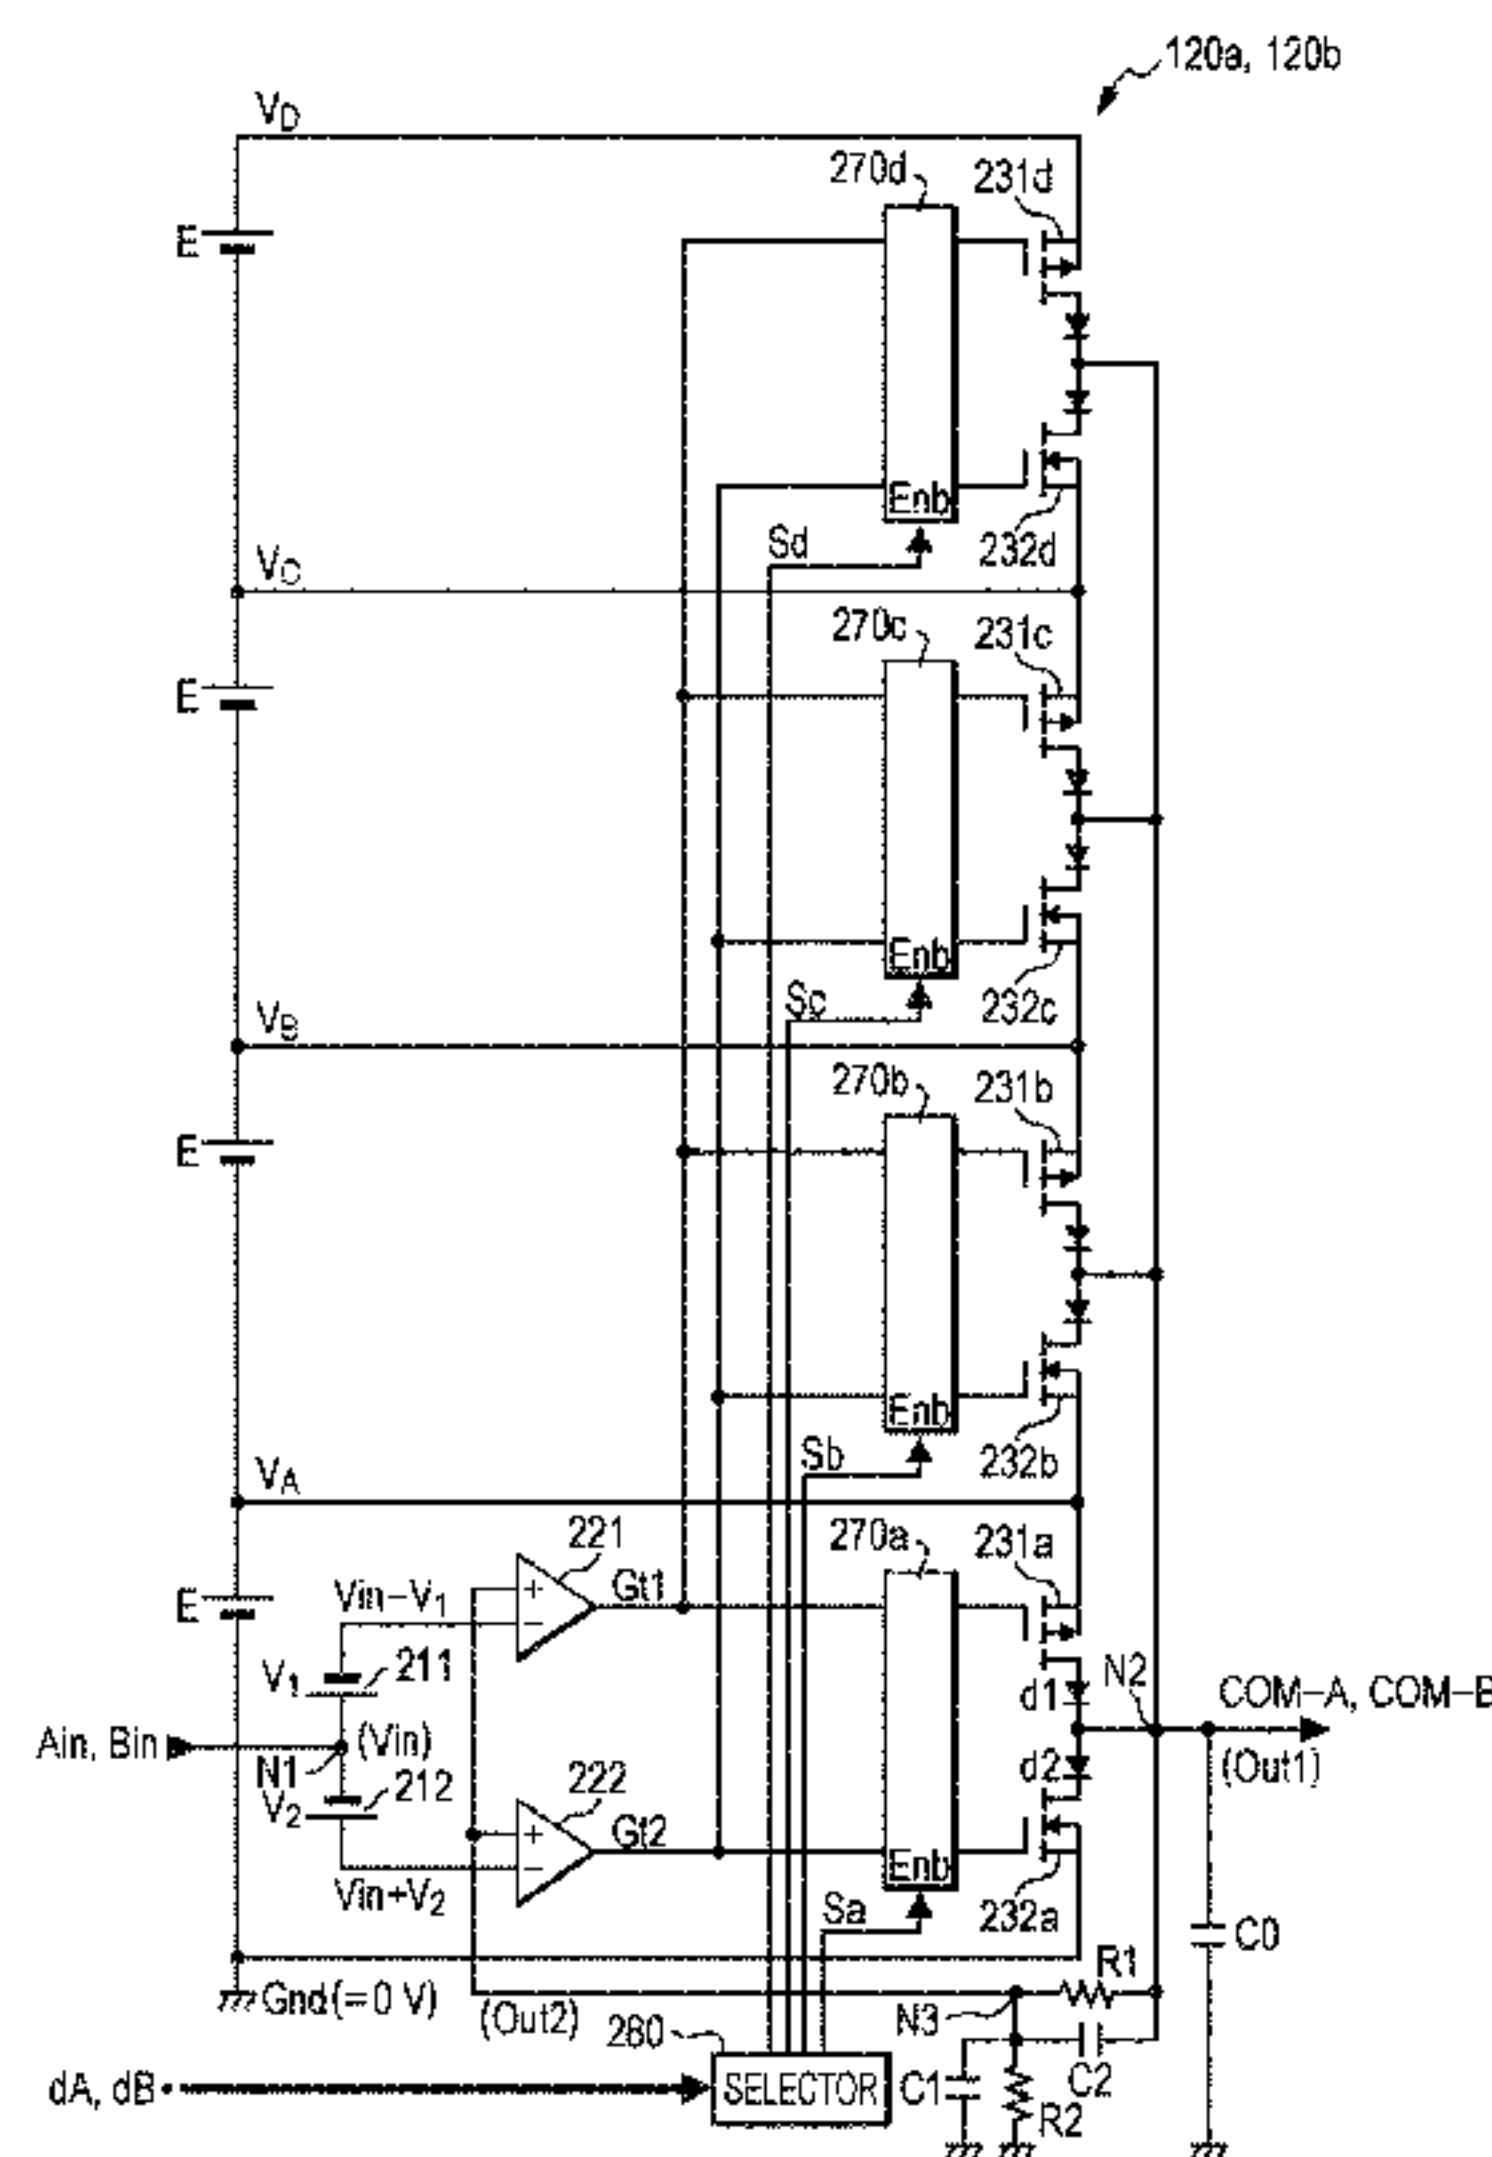 120a, 120b
VD
270d
231d
E
Enb
Sd
232d
VC
270c
231c
E
Enb
Sc
232c
VB
270b
231b
E
Enb
Sb
232b
VA
221
270a
231a
E
Vin−V1
+
−
Gt1
V1
211
d1
N2
COM−A, COM−B
Ain, Bin
(Vin)
N1
d2
(Out1)
V2
212
222
+
−
Gt2
Enb
Vin+V2
Sa
232a
C0
R1
Gnd(=0 V)
(Out2)
N3
280
dA, dB
SELECTOR
C1
C2
R2